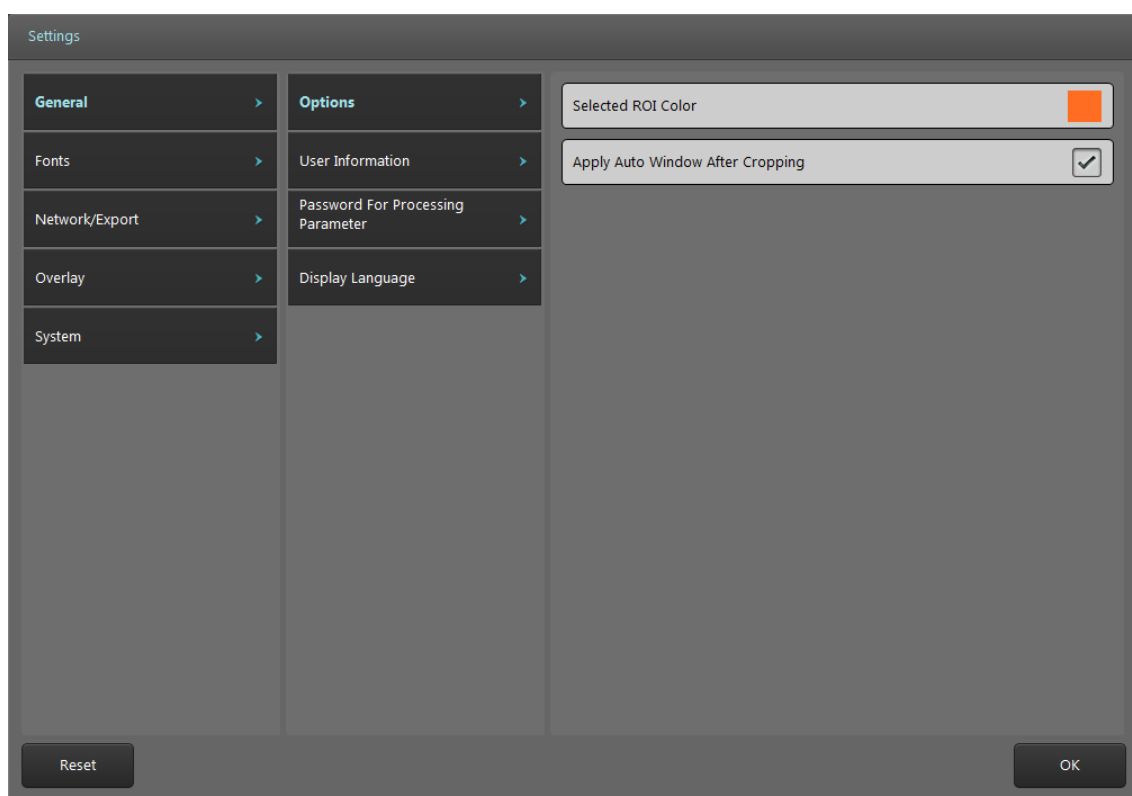 Settings
General
Fonts
Network/Export
Overlay
System
Options
User Information
Password For Processing
Parameter
Display Language
Selected ROI Color
Apply Auto Window After Cropping
Reset
OK